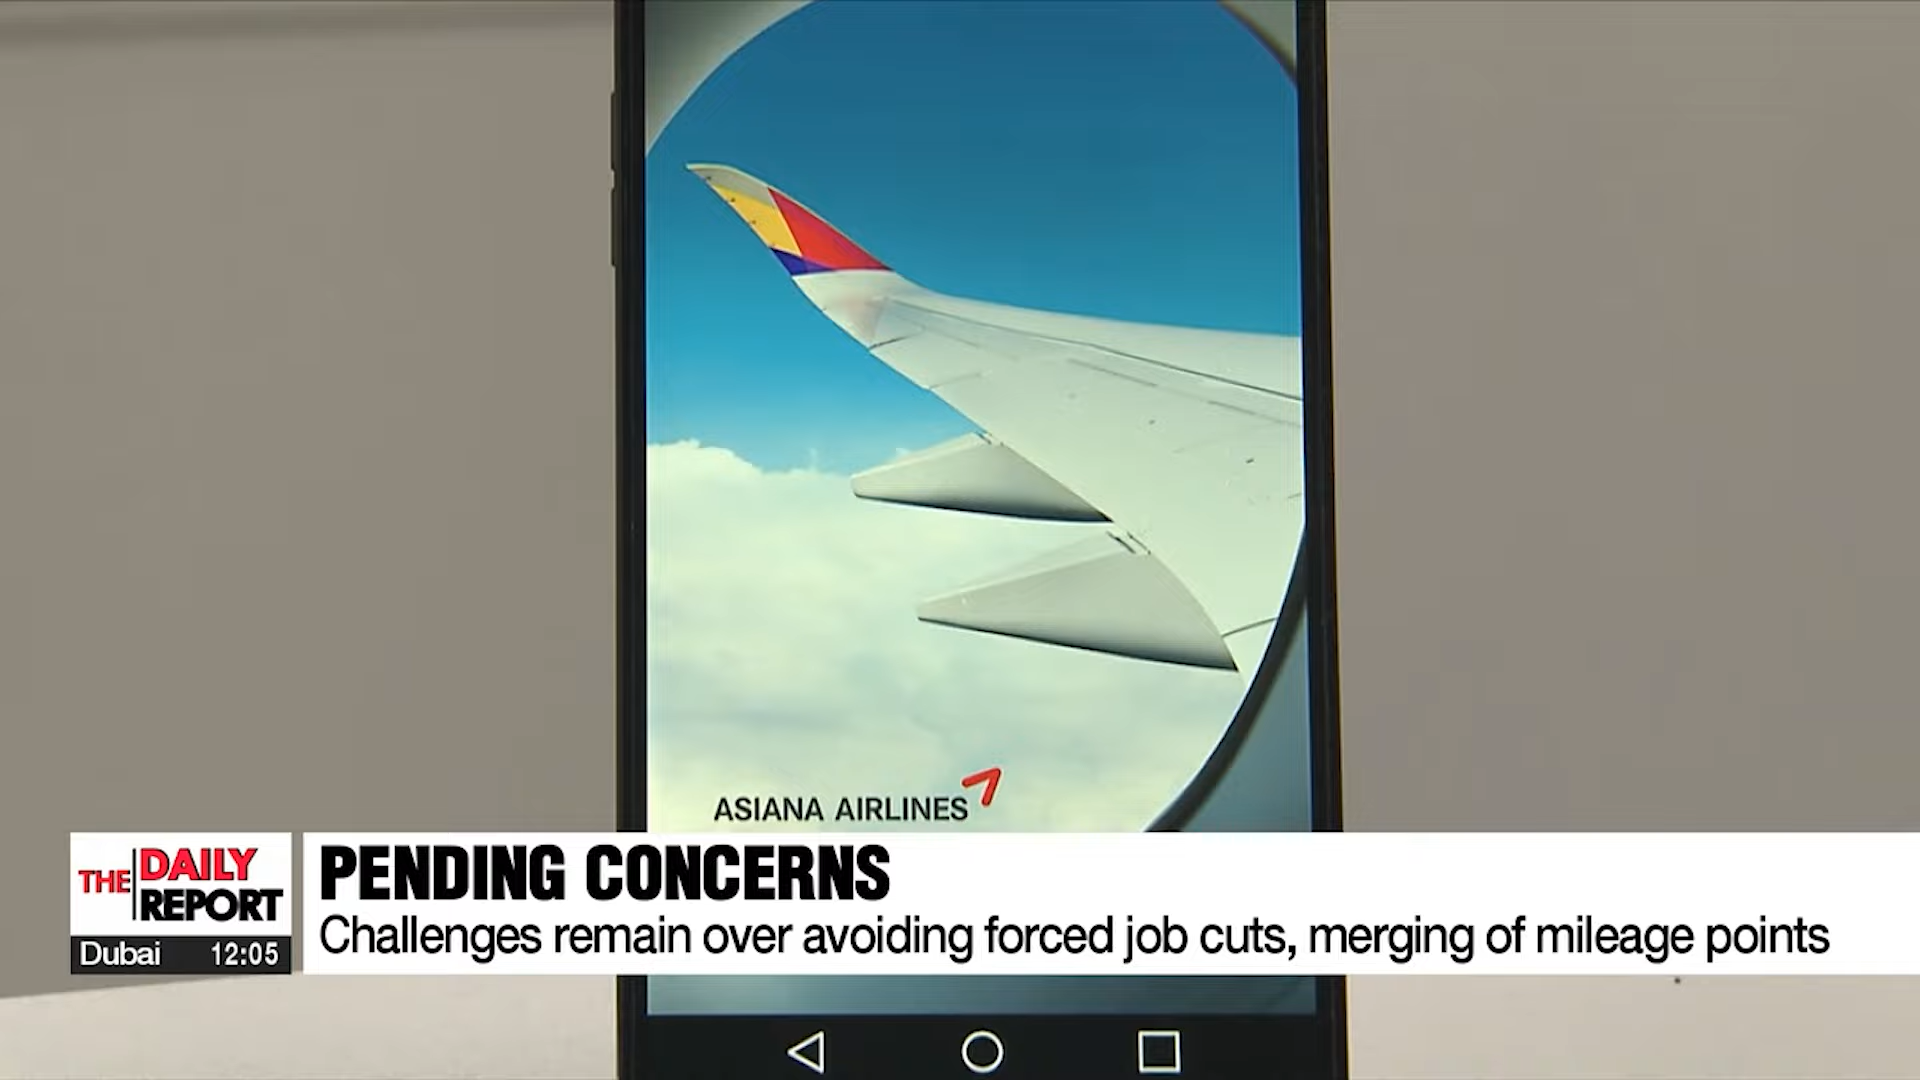 ASIANA AIRLINES
THE DAILY REPORT
Dubai 12:05
PENDING CONCERNS
Challenges remain over avoiding forced job cuts, merging of mileage points